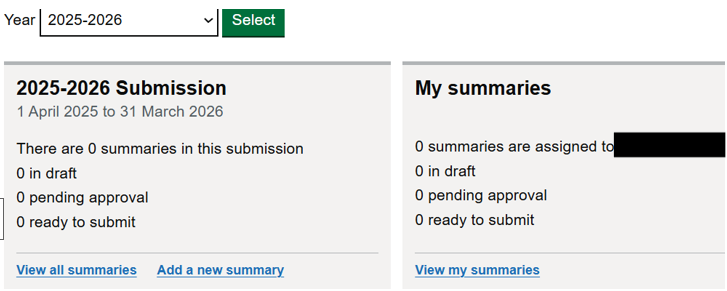 Year 2025-2026 Select
2025-2026 Submission
1 April 2025 to 31 March 2026
There are 0 summaries in this submission
0 in draft
0 pending approval
0 ready to submit
View all summaries Add a new summary
My summaries
0 summaries are assigned to
0 in draft
0 pending approval
0 ready to submit
View my summaries